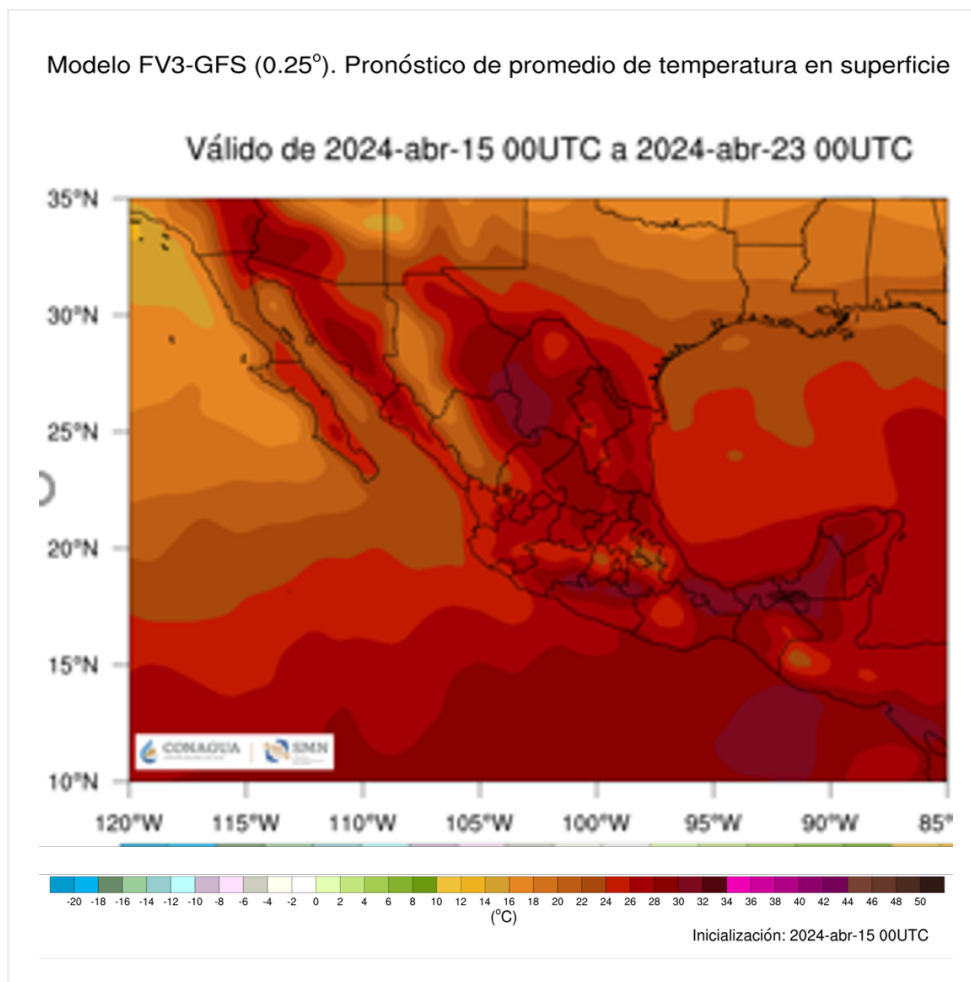 Modelo FV3-GFS (0.25°). Pronóstico de promedio de temperatura en superficie
Válido de 2024-abr-15 00UTC a 2024-abr-23 00UTC
35°N
30°N
25°N
20°N
15°N
10°N
CONAGUA | SMN
120°W 115°W 110°W 105°W 100°W 95°W 90°W 85°
-20 -18 -16 -14 -12 -10 -8 -6 -4 -2 0 2 4 6 8 10 12 14 16 18 20 22 24 26 28 30 32 34 36 38 40 42 44 46 48 50
(°C)
Inicialización: 2024-abr-15 00UTC